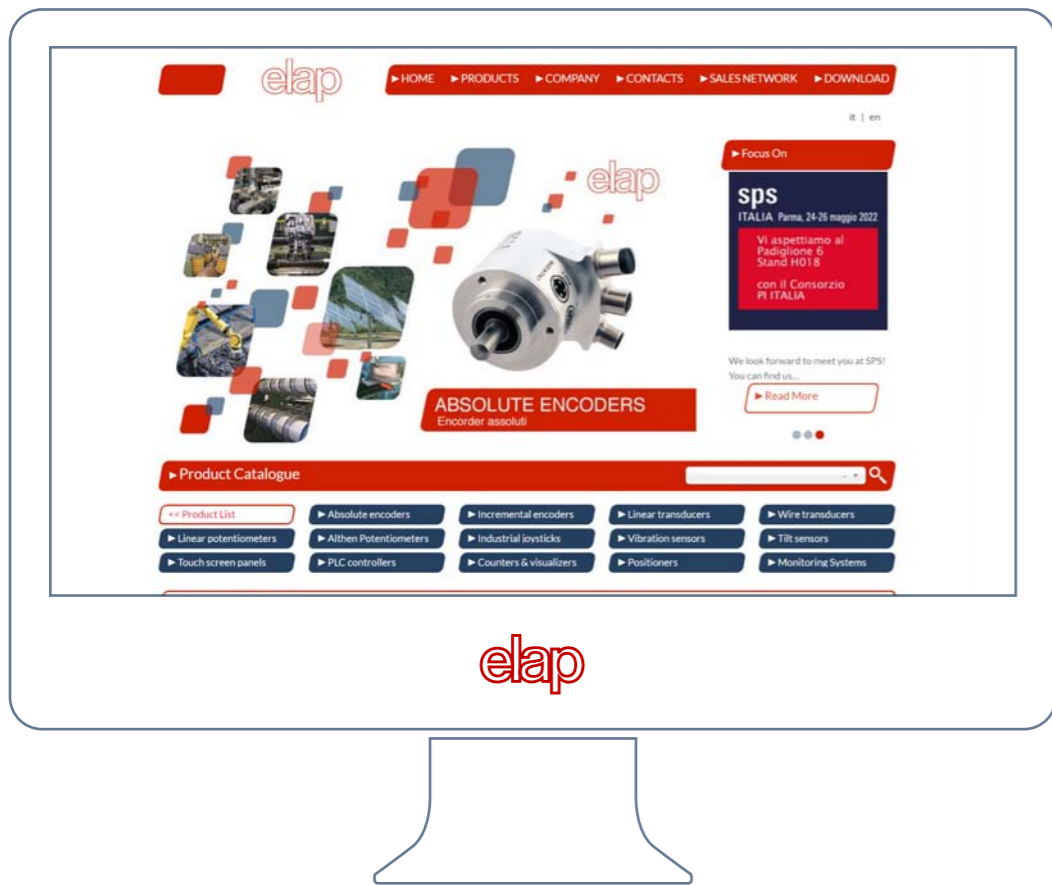 elap
►HOME ►PRODUCTS ►COMPANY ►CONTACTS ►SALES NETWORK ►DOWNLOAD
it | en
►Focus On
elap
sps
ITALIA Parma, 24-26 maggio 2022
Vi aspettiamo al
Padiglione 6
Stand H018
con il Consorzio
PI ITALIA
We look forward to meet you at SPS!
You can find us...
►Read More
ABSOLUTE ENCODERS
Encorder assoluti
►Product Catalogue
<< Product List ►Absolute encoders ►Incremental encoders ►Linear transducers ►Wire transducers
►Linear potentiometers ►Althen Potentiometers ►Industrial joysticks ►Vibration sensors ►Tilt sensors
►Touch screen panels ►PLC controllers ►Counters & visualizers ►Positioners ►Monitoring Systems
elap